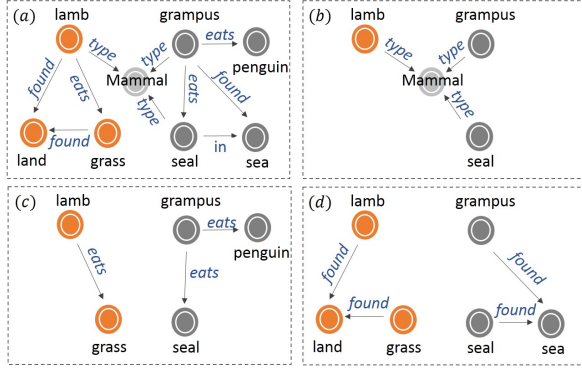 (a)
lamb
grampus
type
type
eats
penguin
Mammal
found
eats
type
eats
found
found
in
land
grass
seal
sea
(b)
lamb
grampus
type
type
Mammal
type
seal
(c)
lamb
grampus
eats
penguin
eats
eats
grass
seal
(d)
lamb
grampus
found
found
found
found
land
grass
seal
sea